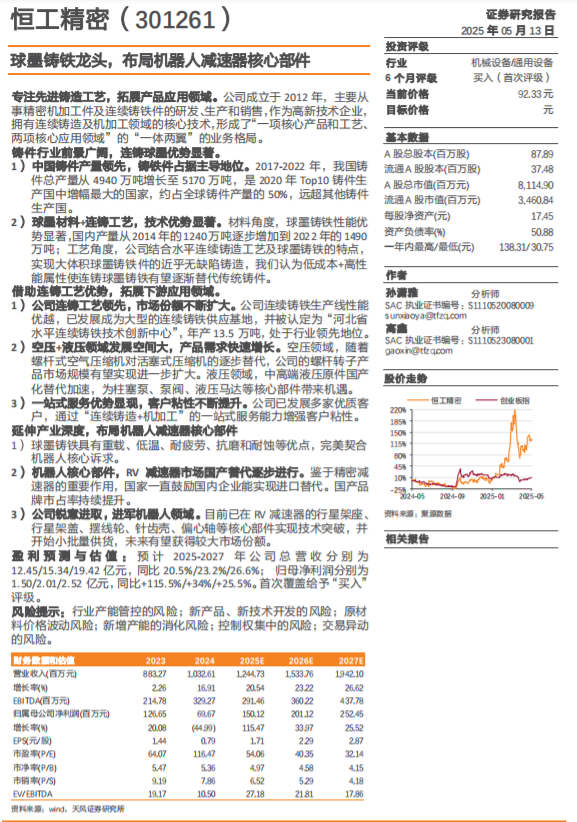 恒工精密（301261）
证券研究报告
2025 年 05 月 13 日
球墨铸铁龙头，布局机器人减速器核心部件
专注先进铸造工艺，拓展产品应用领域。公司成立于 2012 年，主要从
事精密机加工件及连续铸铁件的研发、生产和销售，作为高新技术企业，
拥有连续铸造及机加工领域的核心技术，形成了“一项核心产品和工艺、
两项核心应用领域”的“一体两翼”的业务格局。
铸件行业前景广阔，连铸球墨优势显著。
1 ）中国铸件产量领先，铸铁件占据主导地位。2017-2022 年，我国铸
件总产量从 4940 万吨增长至 5170 万吨，是 2020 年 Top10 铸件生
产国中增幅最大的国家，约占全球铸件产量的 50%，远超其他铸件
生产国。
2 ）球墨材料+连铸工艺，技术优势显著。材料角度，球墨铸铁性能优
势显著,国内产量从2014 年的1240万吨逐步增加到 2022 年的 1490
万吨；工艺角度，公司结合水平连续铸造工艺及球墨铸铁的特点，
实现大体积球墨铸铁件的近乎无缺陷铸造，我们认为低成本+高性
能属性使连铸球墨铸铁有望逐渐替代传统铸件。
借助连铸工艺优势，拓展下游应用领域。
1 ）公司连铸工艺领先，市场份额不断扩大。公司连续铸铁生产线性能
优越，已发展成为大型的连续铸铁供应基地，并被认定为“河北省
水平连续铸铁技术创新中心”，年产 13.5 万吨，处于行业领先地位。
2 ）空压+液压领域发展空间大，产品需求快速增长。空压领域，随着
螺杆式空气压缩机对活塞式压缩机的逐步替代，公司的螺杆转子产
品市场规模有望实现进一步扩大。液压领域，中高端液压原件国产
化替代加速，为柱塞泵、泵阀、液压马达等核心部件带来机遇。
3 ）一站式服务优势显现，客户粘性不断提升。公司已发展多家优质客
户，通过“连续铸造+机加工”的一站式服务能力增强客户粘性。
延伸产业深度，布局机器人减速器核心部件
1 ）球墨铸铁具有重载、低温、耐疲劳、抗磨和耐蚀等优点，完美契合
机器人核心诉求。
2 ）机器人核心部件，RV 减速器市场国产替代逐步进行。鉴于精密减
速器的重要作用，国家一直鼓励国内企业能实现进口替代。国产品
牌市占率持续提升。
3 ）公司锐意进取，进军机器人领域。目前已在 RV 减速器的行星架座、
行星架盖、摆线轮、针齿壳、偏心轴等核心部件实现技术突破，并
开始小批量供货，未来有望获得较大市场份额。
盈利预测与估值：预计 2025-2027 年公司总营收分别为
12.45/15.34/19.42 亿元，同比 20.5%/23.2%/26.6%； 归母净利润分别为
1.50/2.01/2.52 亿元，同比+115.5%/+34%/+25.5%。首次覆盖给予“买入”
评级。
风险提示：行业产能管控的风险；新产品、新技术开发的风险；原材
料价格波动风险；新增产能的消化风险；控制权集中的风险；交易异动
的风险。
财务数据和估值 2023 2024 2025E 2026E 2027E
营业收入(百万元) 883.27 1,032.61 1,244.73 1,533.76 1,942.10
增长率(%) 2.26 16.91 20.54 23.22 26.62
EBITDA(百万元) 214.78 329.27 291.46 360.22 437.78
归属母公司净利润(百万元) 126.65 69.67 150.12 201.12 252.45
增长率(%) 20.08 (44.99) 115.47 33.97 25.52
EPS(元/股) 1.44 0.79 1.71 2.29 2.87
市盈率(P/E) 64.07 116.47 54.06 40.35 32.14
市净率(P/B) 5.47 5.36 4.97 4.58 4.15
市销率(P/S) 9.19 7.86 6.52 5.29 4.18
EV/EBITDA 19.17 10.50 27.18 21.81 17.86
资料来源：wind，天风证券研究所
投资评级
行业 机械设备/通用设备
6 个月评级 买入（首次评级）
当前价格 92.33 元
目标价格 元
基本数据
A 股总股本(百万股) 87.89
流通 A 股股本(百万股) 37.48
A 股总市值(百万元) 8,114.90
流通 A 股市值(百万元) 3,460.84
每股净资产(元) 17.45
资产负债率(%) 50.88
一年内最高/最低(元) 138.31/30.75
作者
孙潇雅 分析师
SAC 执业证书编号：S1110520080009
sunxiaoya@tfzq.com
高鑫 分析师
SAC 执业证书编号：S1110523080001
gaoxin@tfzq.com
股价走势
恒工精密 创业板指
220%
185%
150%
115%
80%
45%
10%
-25%
2024-05 2024-09 2025-01 2025-05
资料来源：聚源数据
相关报告